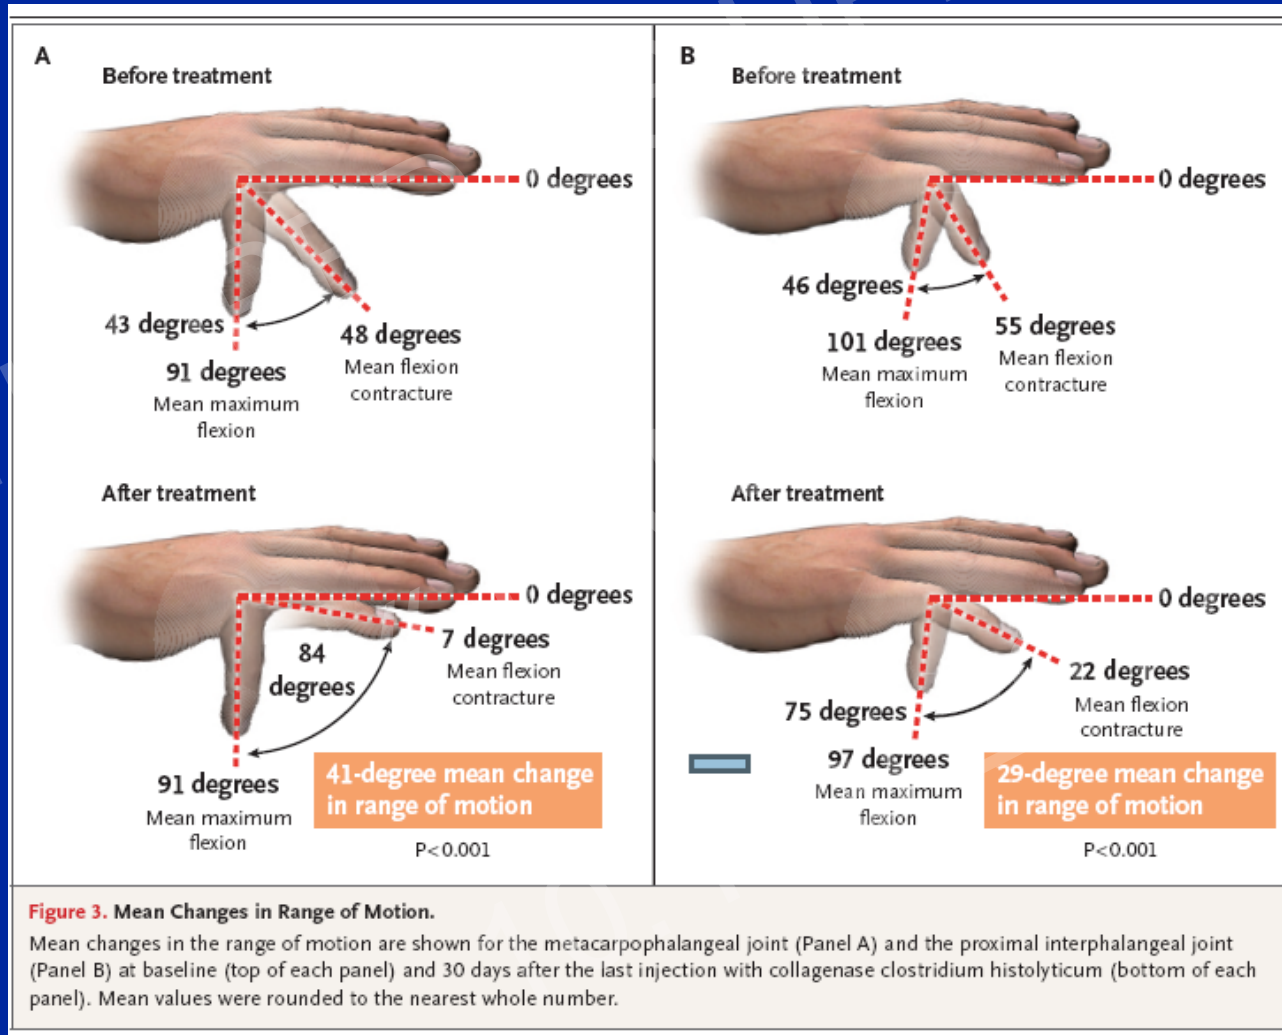 A
Before treatment
0 degrees
43 degrees
48 degrees
Mean flexion
contracture
91 degrees
Mean maximum
flexion
After treatment
0 degrees
84
degrees
7 degrees
Mean flexion
contracture
91 degrees
Mean maximum
flexion
41-degree mean change
in range of motion
P<0.001
B
Before treatment
0 degrees
46 degrees
55 degrees
Mean flexion
contracture
101 degrees
Mean maximum
flexion
After treatment
0 degrees
22 degrees
Mean flexion
contracture
75 degrees
97 degrees
Mean maximum
flexion
29-degree mean change
in range of motion
P<0.001
Figure 3. Mean Changes in Range of Motion.
Mean changes in the range of motion are shown for the metacarpophalangeal joint (Panel A) and the proximal interphalangeal joint
(Panel B) at baseline (top of each panel) and 30 days after the last injection with collagenase clostridium histolyticum (bottom of each
panel). Mean values were rounded to the nearest whole number.